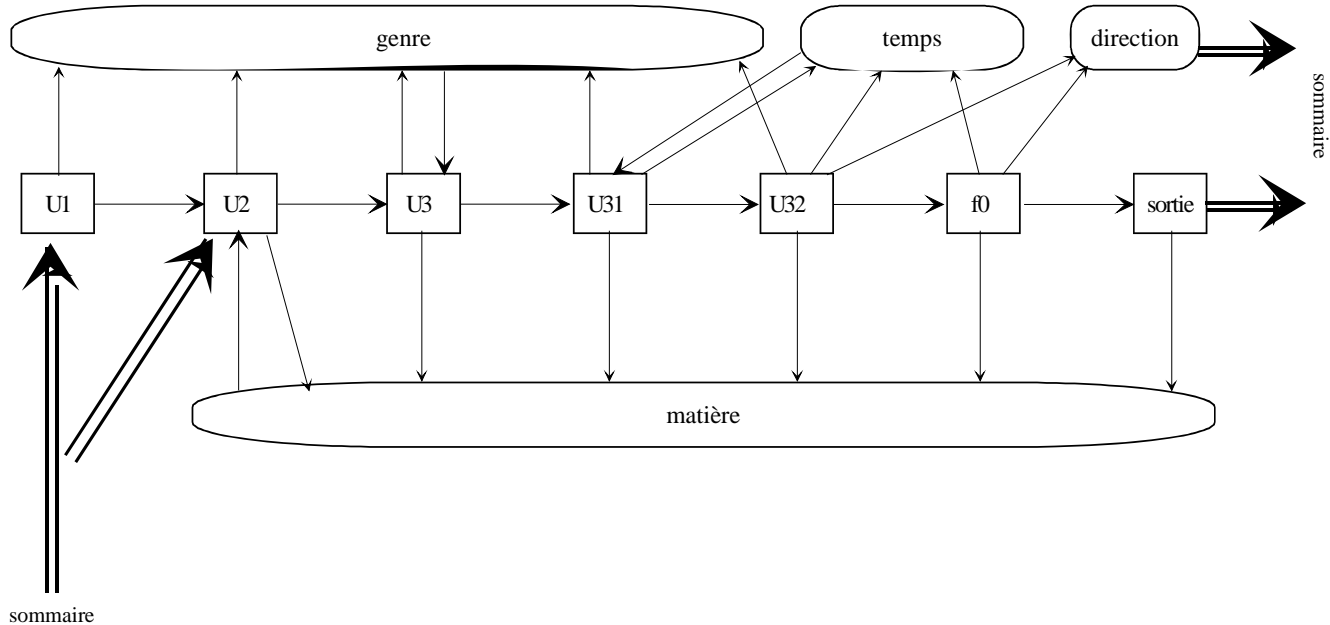 genre
temps
direction
sommaire
U1
U2
U3
U31
U32
f0
sortie
matière
sommaire